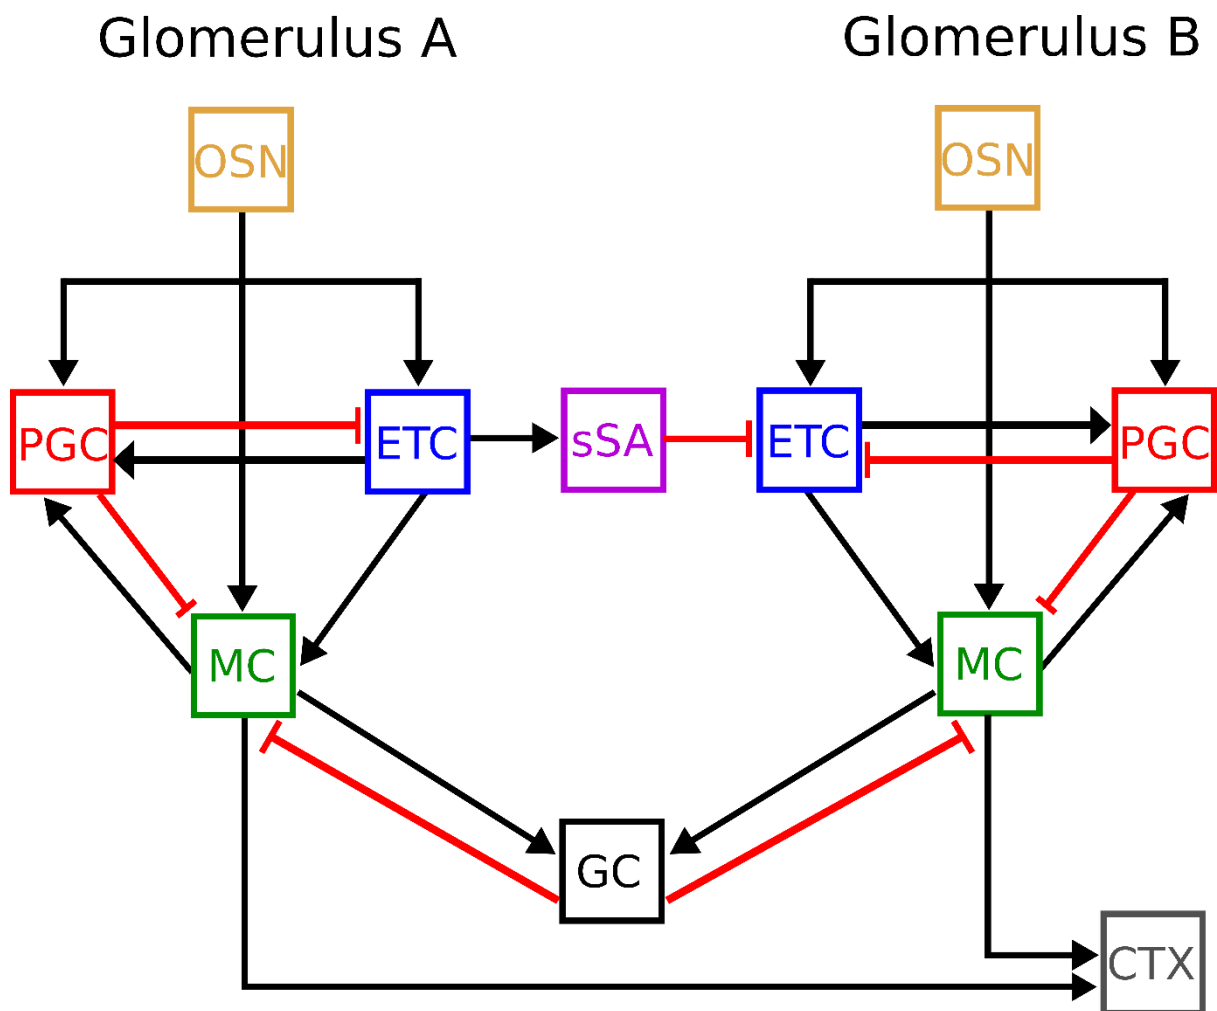 Glomerulus A
Glomerulus B
OSN
OSN
PGC
ETC
sSA
ETC
PGC
MC
MC
GC
CTX